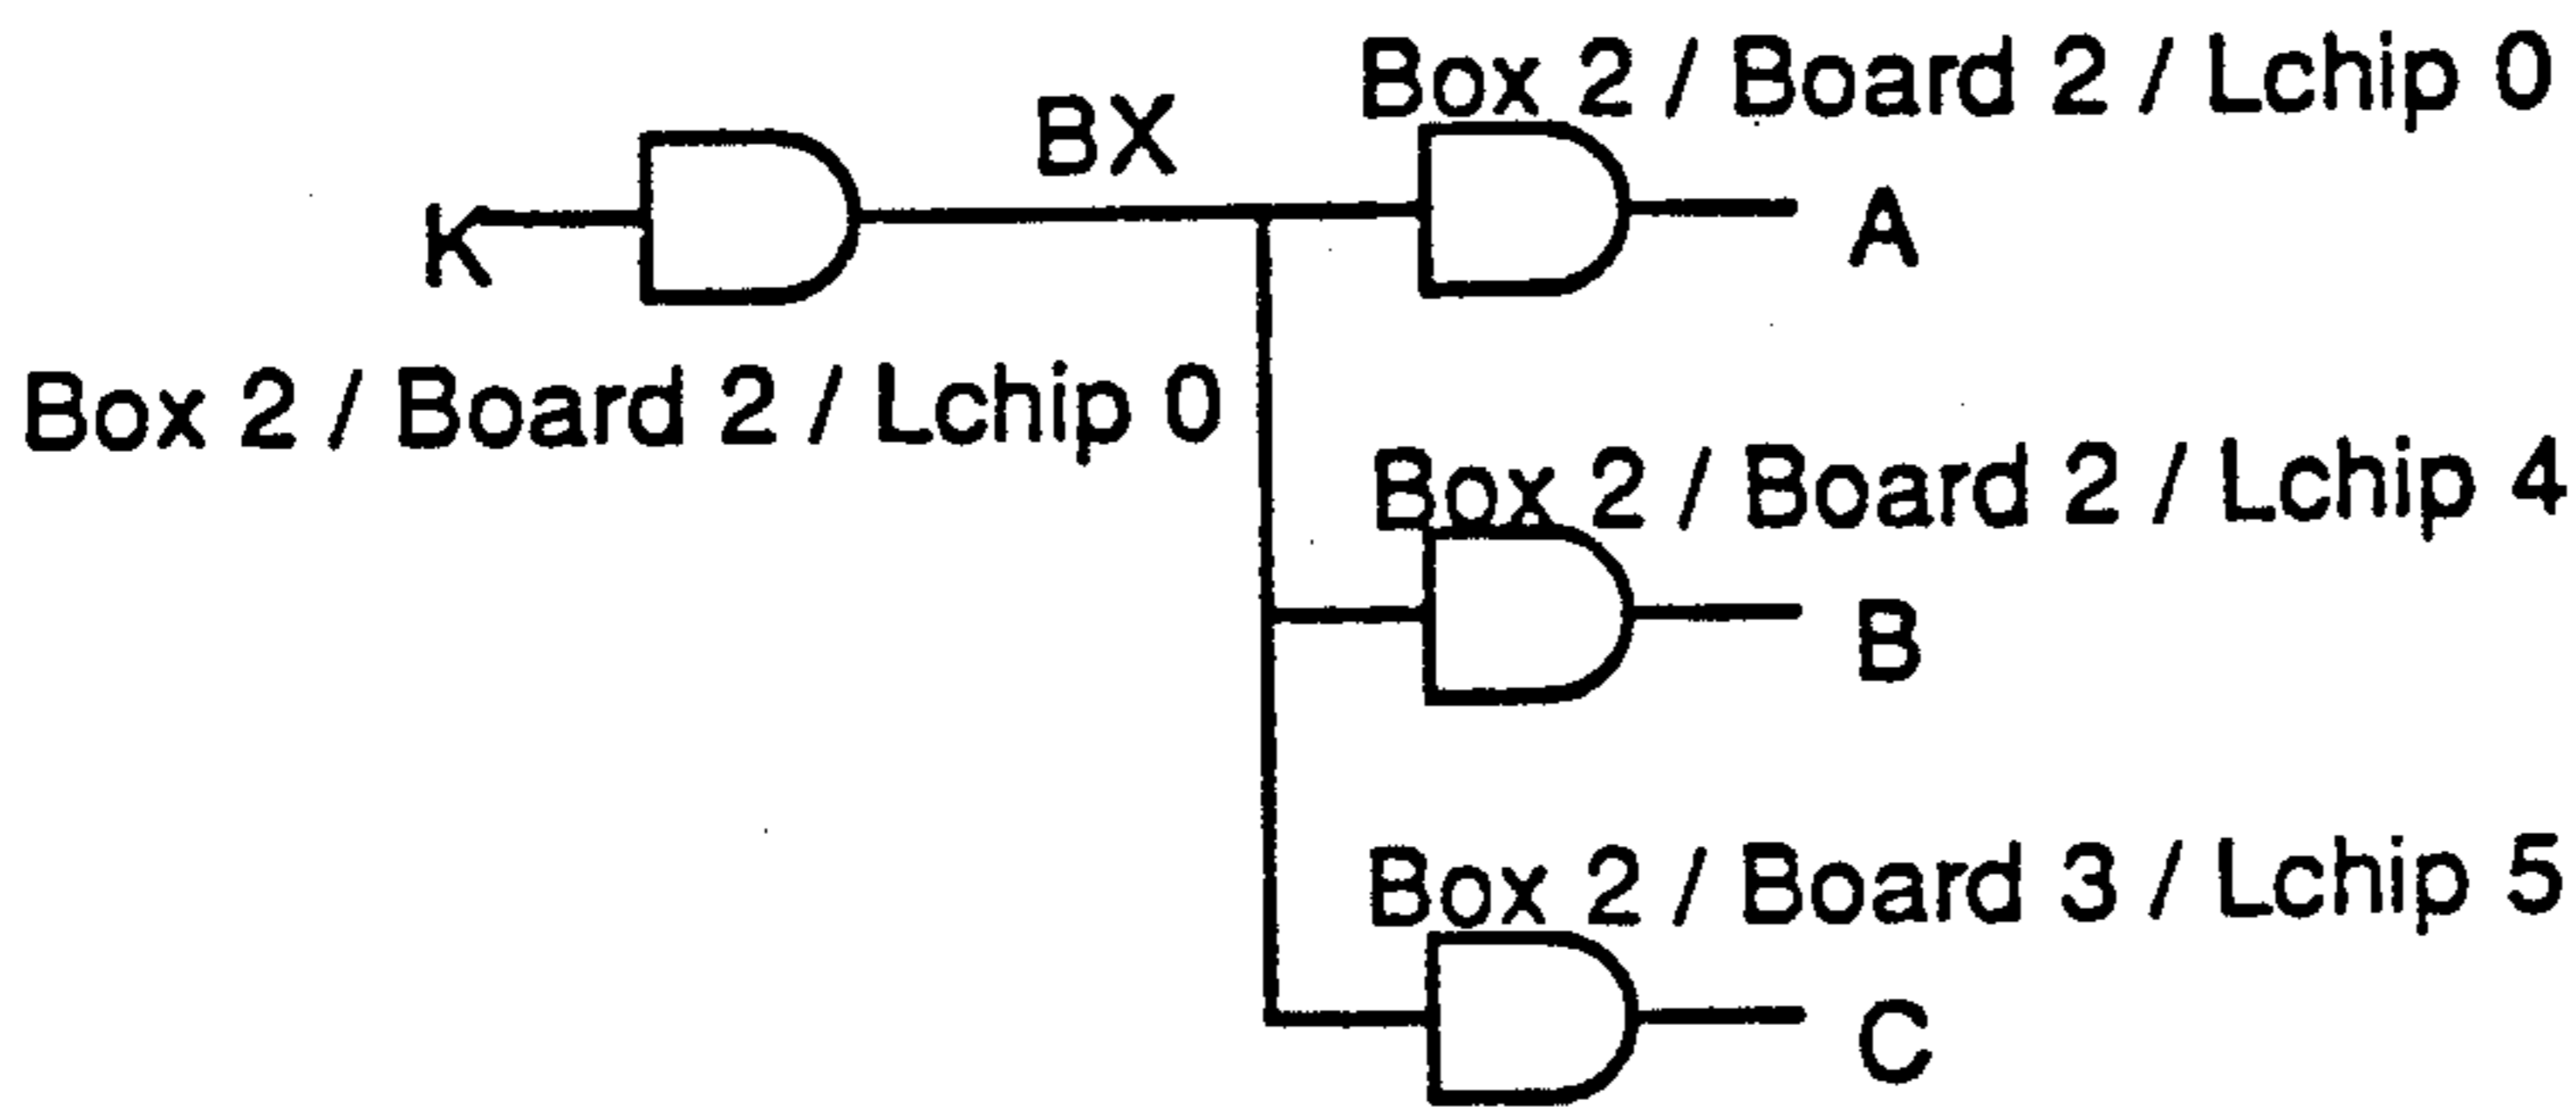 Box 2 / Board 2 / Lchip 0
BX
K
A
Box 2 / Board 2 / Lchip 0
Box 2 / Board 2 / Lchip 4
B
Box 2 / Board 3 / Lchip 5
C